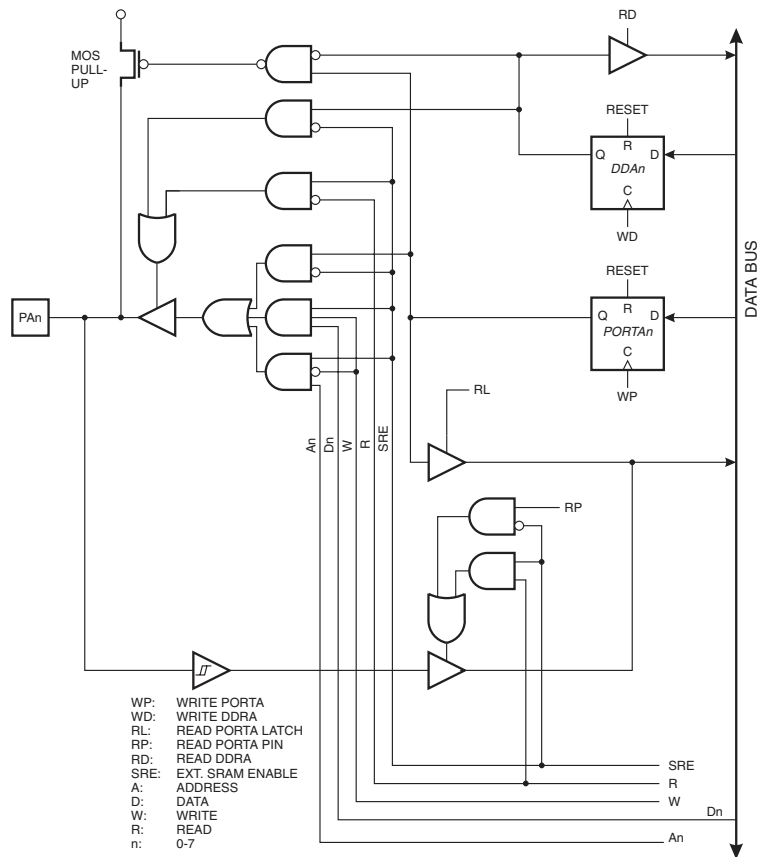 RD
MOS
PULL-
UP
RESET
R
Q
D
DDAn
C
WD
RESET
R
Q
D
PORTAn
C
WP
DATA BUS
PAn
RL
An
Dn
W
R
SRE
RP
WP: WRITE PORTA
WD: WRITE DDRA
RL: READ PORTA LATCH
RP: READ PORTA PIN
RD: READ DDRA
SRE: EXT. SRAM ENABLE
A: ADDRESS
D: DATA
W: WRITE
R: READ
n: 0-7
SRE
R
W
Dn
An